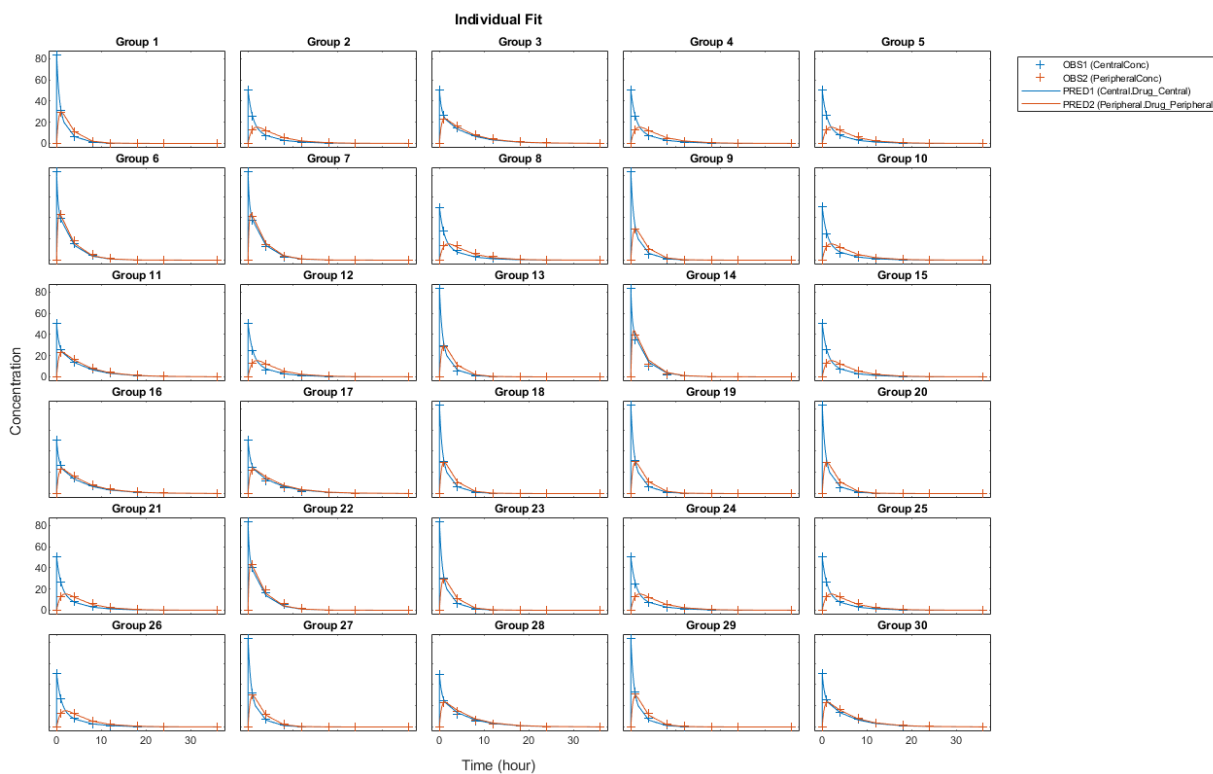 Individual Fit
Group 1
Group 2
Group 3
Group 4
Group 5
80
60
40
20
0
OBS1 (CentralConc)
OBS2 (PeripheralConc)
PRED1 (Central.Drug_Central)
PRED2 (Peripheral.Drug_Peripheral)
Group 6
Group 7
Group 8
Group 9
Group 10
Group 11
Group 12
Group 13
Group 14
Group 15
80
60
40
20
0
Concentration
Group 16
Group 17
Group 18
Group 19
Group 20
Group 21
Group 22
Group 23
Group 24
Group 25
80
60
40
20
0
Group 26
Group 27
Group 28
Group 29
Group 30
0 10 20 30
0 10 20 30
0 10 20 30
Time (hour)